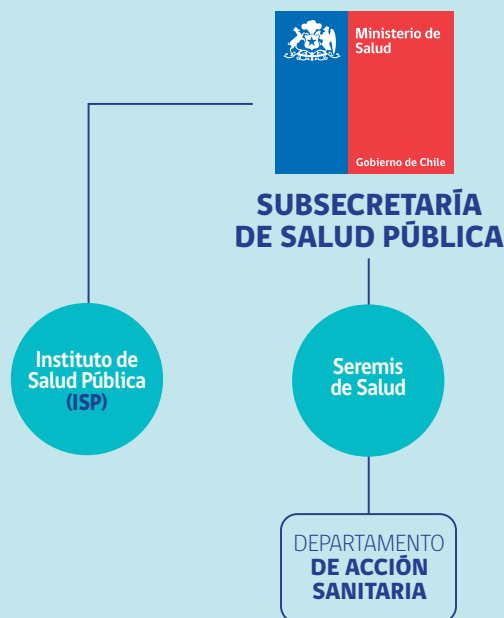 Ministerio de
Salud
Gobierno de Chile
SUBSECRETARÍA
DE SALUD PÚBLICA
Instituto de
Salud Pública
(ISP)
Seremis
de Salud
DEPARTAMENTO
DE ACCIÓN
SANITARIA